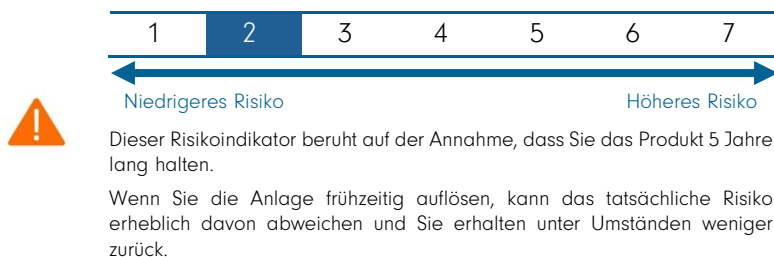 1 2 3 4 5 6 7
Niedrigeres Risiko Höheres Risiko
Dieser Risikoindikator beruht auf der Annahme, dass Sie das Produkt 5 Jahre
lang halten.
Wenn Sie die Anlage frühzeitig auflösen, kann das tatsächliche Risiko
erheblich davon abweichen und Sie erhalten unter Umständen weniger
zurück.